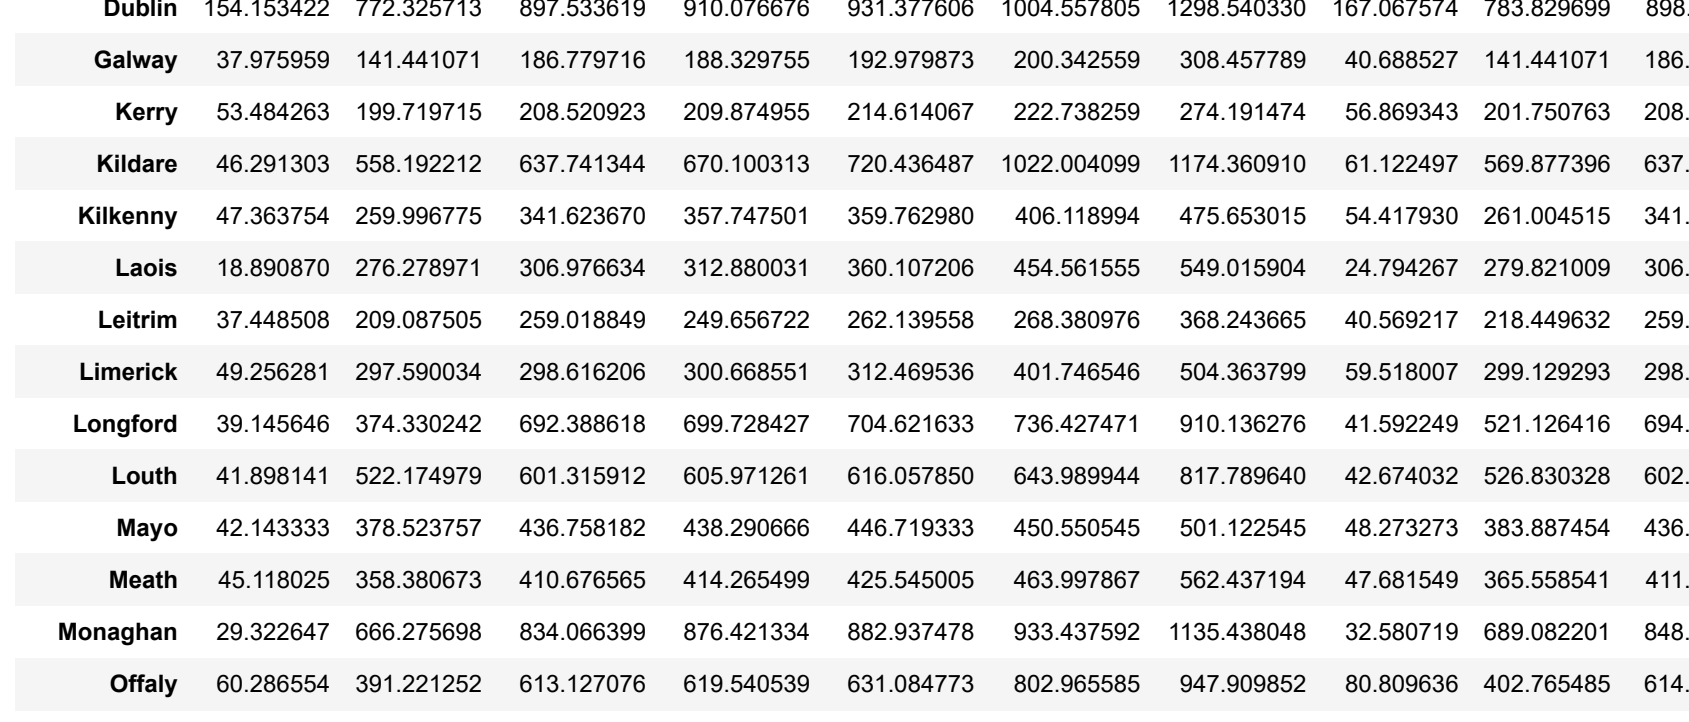 Dublin 154.153422 772.325713 897.533619 910.076676 931.377606 1004.557805 1298.540330 167.067574 783.829699 898.
Galway 37.975959 141.441071 186.779716 188.329755 192.979873 200.342559 308.457789 40.688527 141.441071 186.
Kerry 53.484263 199.719715 208.520923 209.874955 214.614067 222.738259 274.191474 56.869343 201.750763 208.
Kildare 46.291303 558.192212 637.741344 670.100313 720.436487 1022.004099 1174.360910 61.122497 569.877396 637.
Kilkenny 47.363754 259.996775 341.623670 357.747501 359.762980 406.118994 475.653015 54.417930 261.004515 341.
Laois 18.890870 276.278971 306.976634 312.880031 360.107206 454.561555 549.015904 24.794267 279.821009 306.
Leitrim 37.448508 209.087505 259.018849 249.656722 262.139558 268.380976 368.243665 40.569217 218.449632 259.
Limerick 49.256281 297.590034 298.616206 300.668551 312.469536 401.746546 504.363799 59.518007 299.129293 298.
Longford 39.145646 374.330242 692.388618 699.728427 704.621633 736.427471 910.136276 41.592249 521.126416 694.
Louth 41.898141 522.174979 601.315912 605.971261 616.057850 643.989944 817.789640 42.674032 526.830328 602.
Mayo 42.143333 378.523757 436.758182 438.290666 446.719333 450.550545 501.122545 48.273273 383.887454 436.
Meath 45.118025 358.380673 410.676565 414.265499 425.545005 463.997867 562.437194 47.681549 365.558541 411.
Monaghan 29.322647 666.275698 834.066399 876.421334 882.937478 933.437592 1135.438048 32.580719 689.082201 848.
Offaly 60.286554 391.221252 613.127076 619.540539 631.084773 802.965585 947.909852 80.809636 402.765485 614.